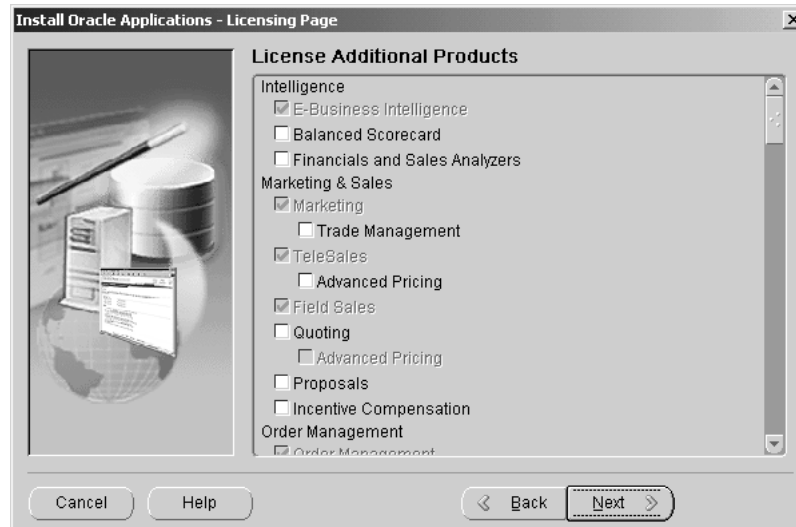 Install Oracle Applications - Licensing Page
License Additional Products
Intelligence
E-Business Intelligence
Balanced Scorecard
Financials and Sales Analyzers
Marketing & Sales
Marketing
Trade Management
TeleSales
Advanced Pricing
Field Sales
Quoting
Advanced Pricing
Proposals
Incentive Compensation
Order Management
Order Management
Cancel
Help
Back
Next